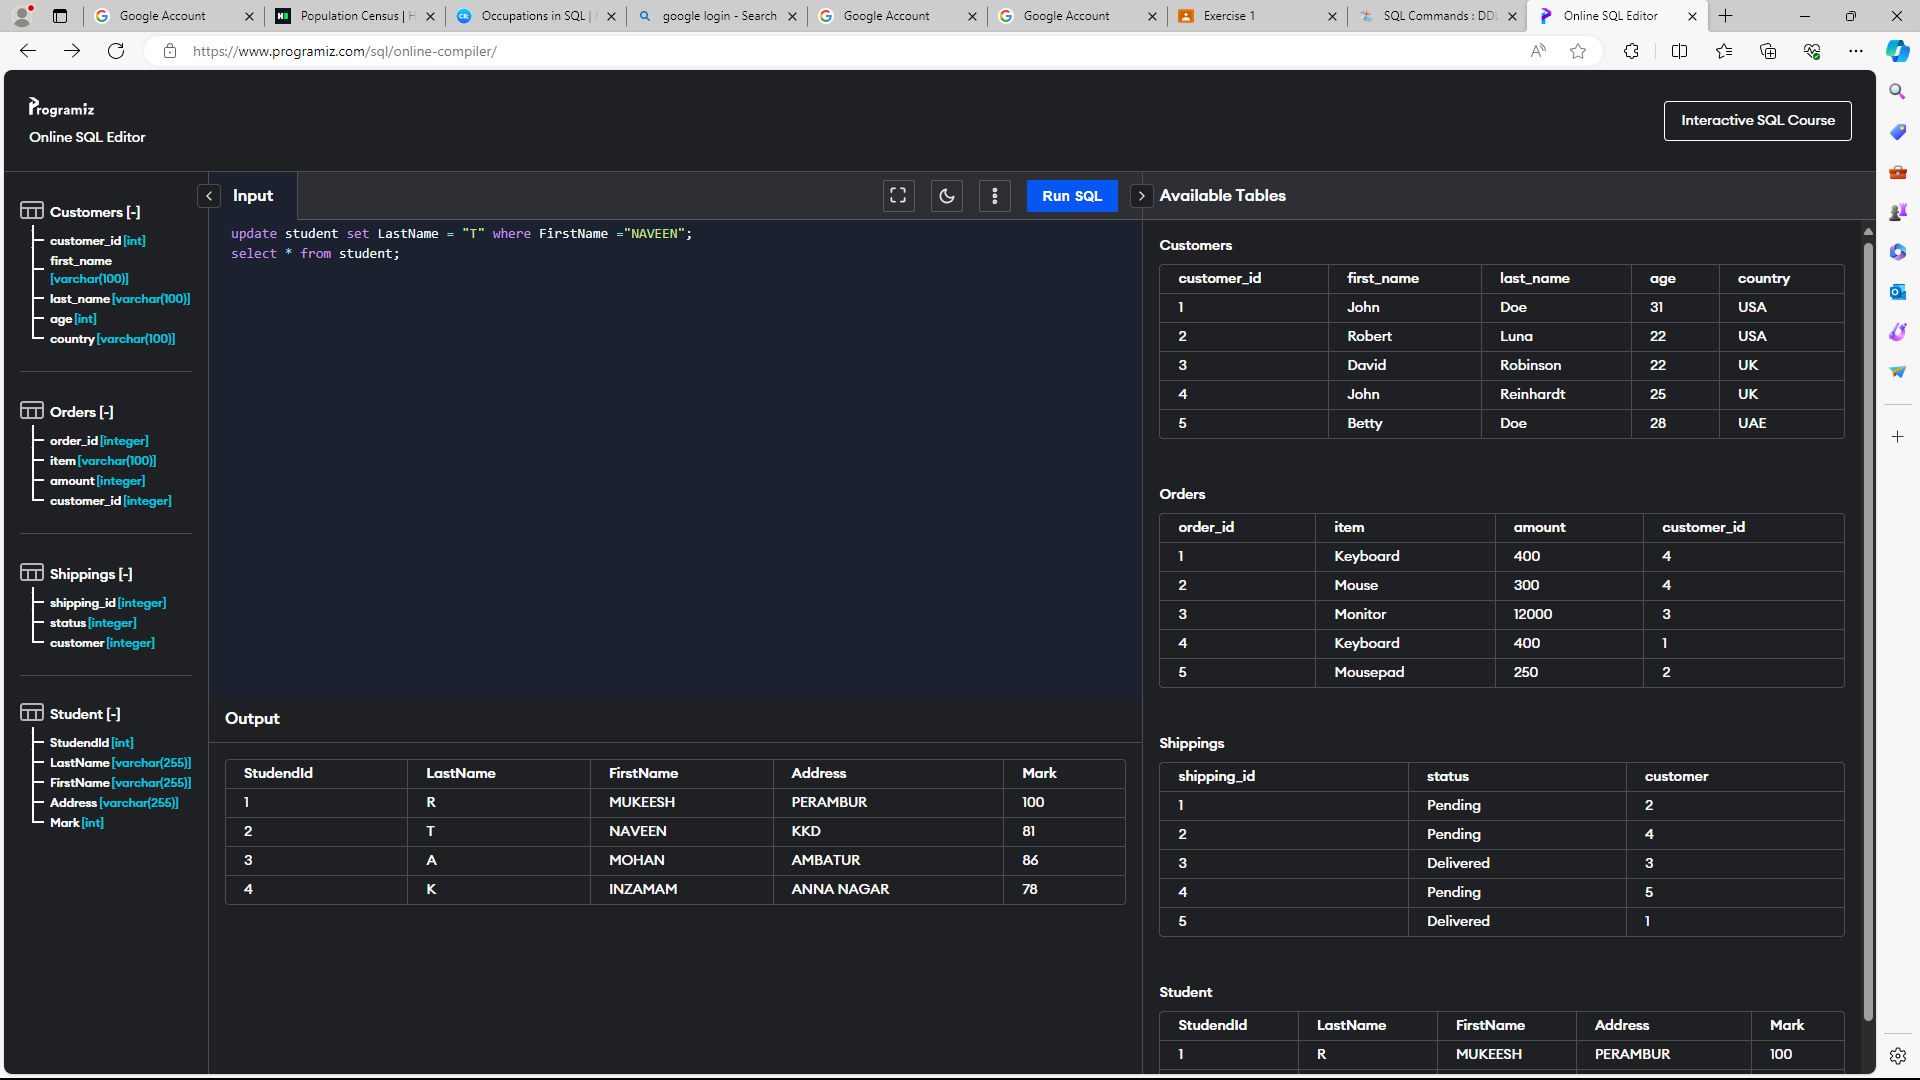 Google Account
Population Census | H
Occupations in SQL |
google login - Search
Google Account
Google Account
Exercise 1
SQL Commands : DDL
Online SQL Editor
https://www.programiz.com/sql/online-compiler/
Programiz
Online SQL Editor
Interactive SQL Course
Customers [-]
customer_id [int]
first_name
[varchar(100)]
last_name [varchar(100)]
age [int]
country [varchar(100)]
Orders [-]
order_id [integer]
item [varchar(100)]
amount [integer]
customer_id [integer]
Shippings [-]
shipping_id [integer]
status [integer]
customer [integer]
Student [-]
StudendId [int]
LastName [varchar(255)]
FirstName [varchar(255)]
Address [varchar(255)]
Mark [int]
Input
Run SQL
update student set LastName = "T" where FirstName ="NAVEEN";
select * from student;
Output
StudendId LastName FirstName Address Mark
1 R MUKEESH PERAMBUR 100
2 T NAVEEN KKD 81
3 A MOHAN AMBATUR 86
4 K INZAMAM ANNA NAGAR 78
Available Tables
Customers
customer_id first_name last_name age country
1 John Doe 31 USA
2 Robert Luna 22 USA
3 David Robinson 22 UK
4 John Reinhardt 25 UK
5 Betty Doe 28 UAE
Orders
order_id item amount customer_id
1 Keyboard 400 4
2 Mouse 300 4
3 Monitor 12000 3
4 Keyboard 400 1
5 Mousepad 250 2
Shippings
shipping_id status customer
1 Pending 2
2 Pending 4
3 Delivered 3
4 Pending 5
5 Delivered 1
Student
StudendId LastName FirstName Address Mark
1 R MUKEESH PERAMBUR 100